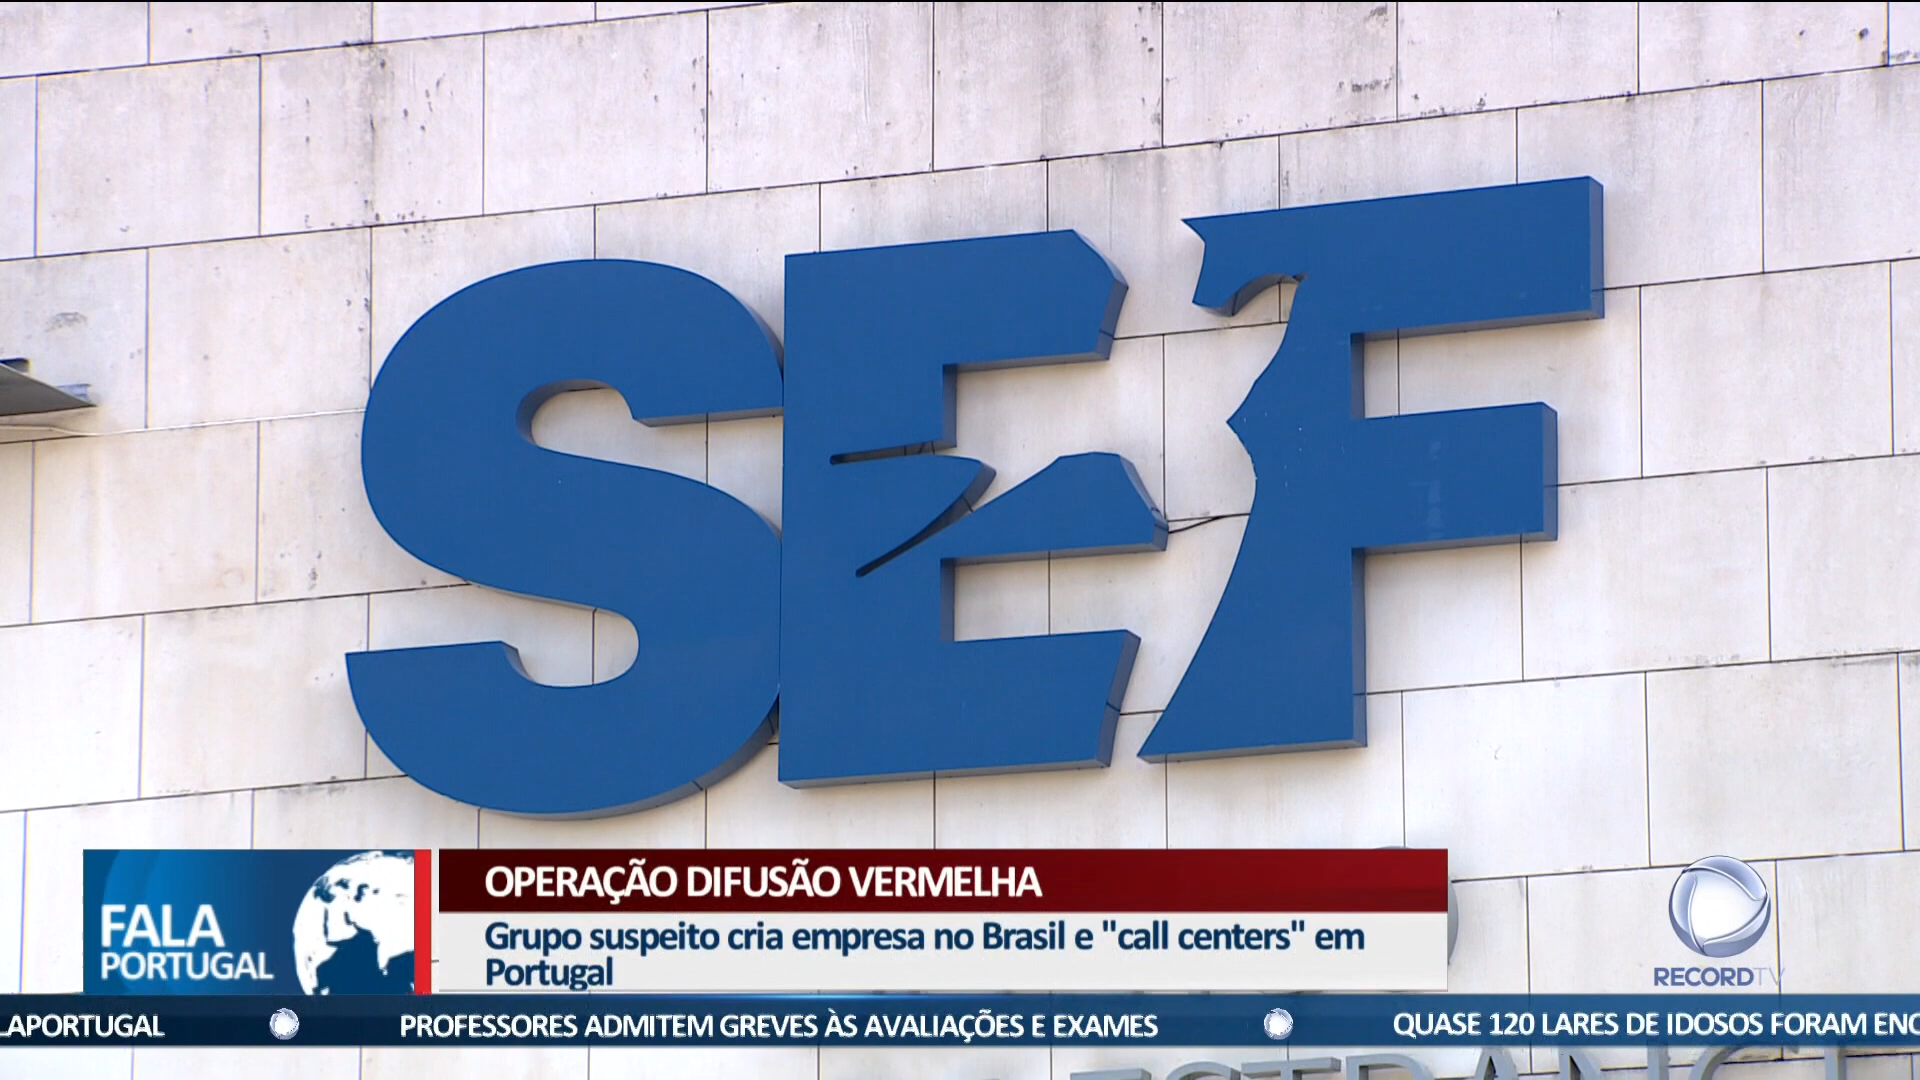 SEF
FALA
PORTUGAL
OPERAÇÃO DIFUSÃO VERMELHA
Grupo suspeito cria empresa no Brasil e "call centers" em
Portugal
RECORDTV
LAPORTUGAL
PROFESSORES ADMITEM GREVES ÀS AVALIAÇÕES E EXAMES
QUASE 120 LARES DE IDOSOS FORAM ENC